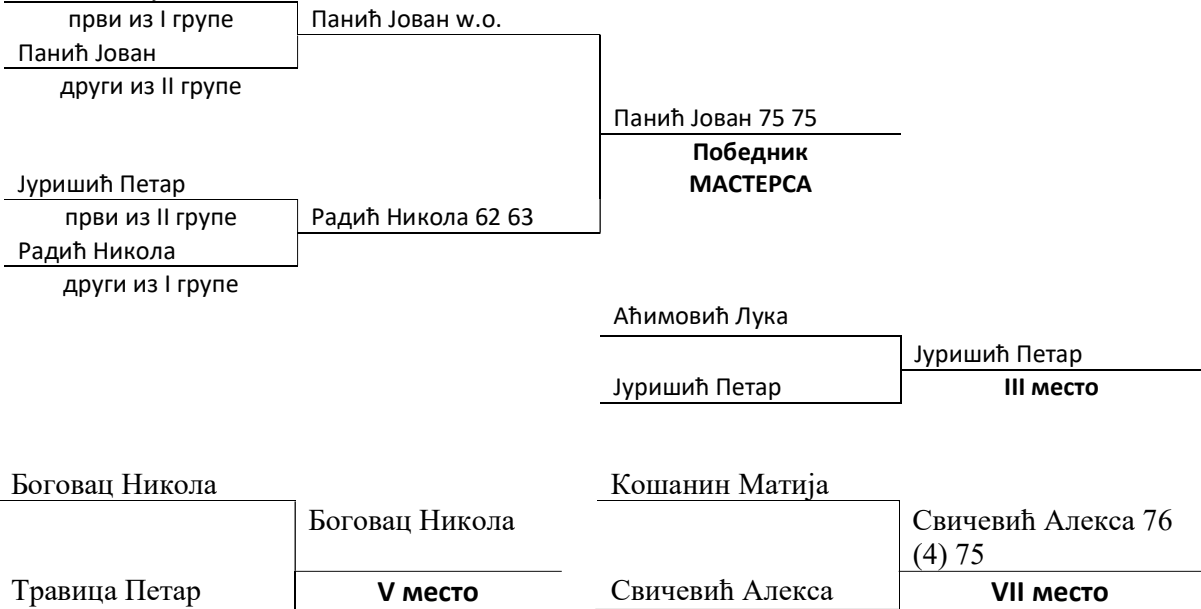 први из I групе
Панић Јован w.o.
Панић Јован
други из II групе
Панић Јован 75 75
Победник
МАСТЕРСА
Јуришић Петар
први из II групе
Радић Никола 62 63
Радић Никола
други из I групе
Аћимовић Лука
Јуришић Петар
Јуришић Петар
III место
Боговац Никола
Боговац Никола
Травица Петар
V место
Кошанин Матија
Свичевић Алекса 76
(4) 75
Свичевић Алекса
VII место